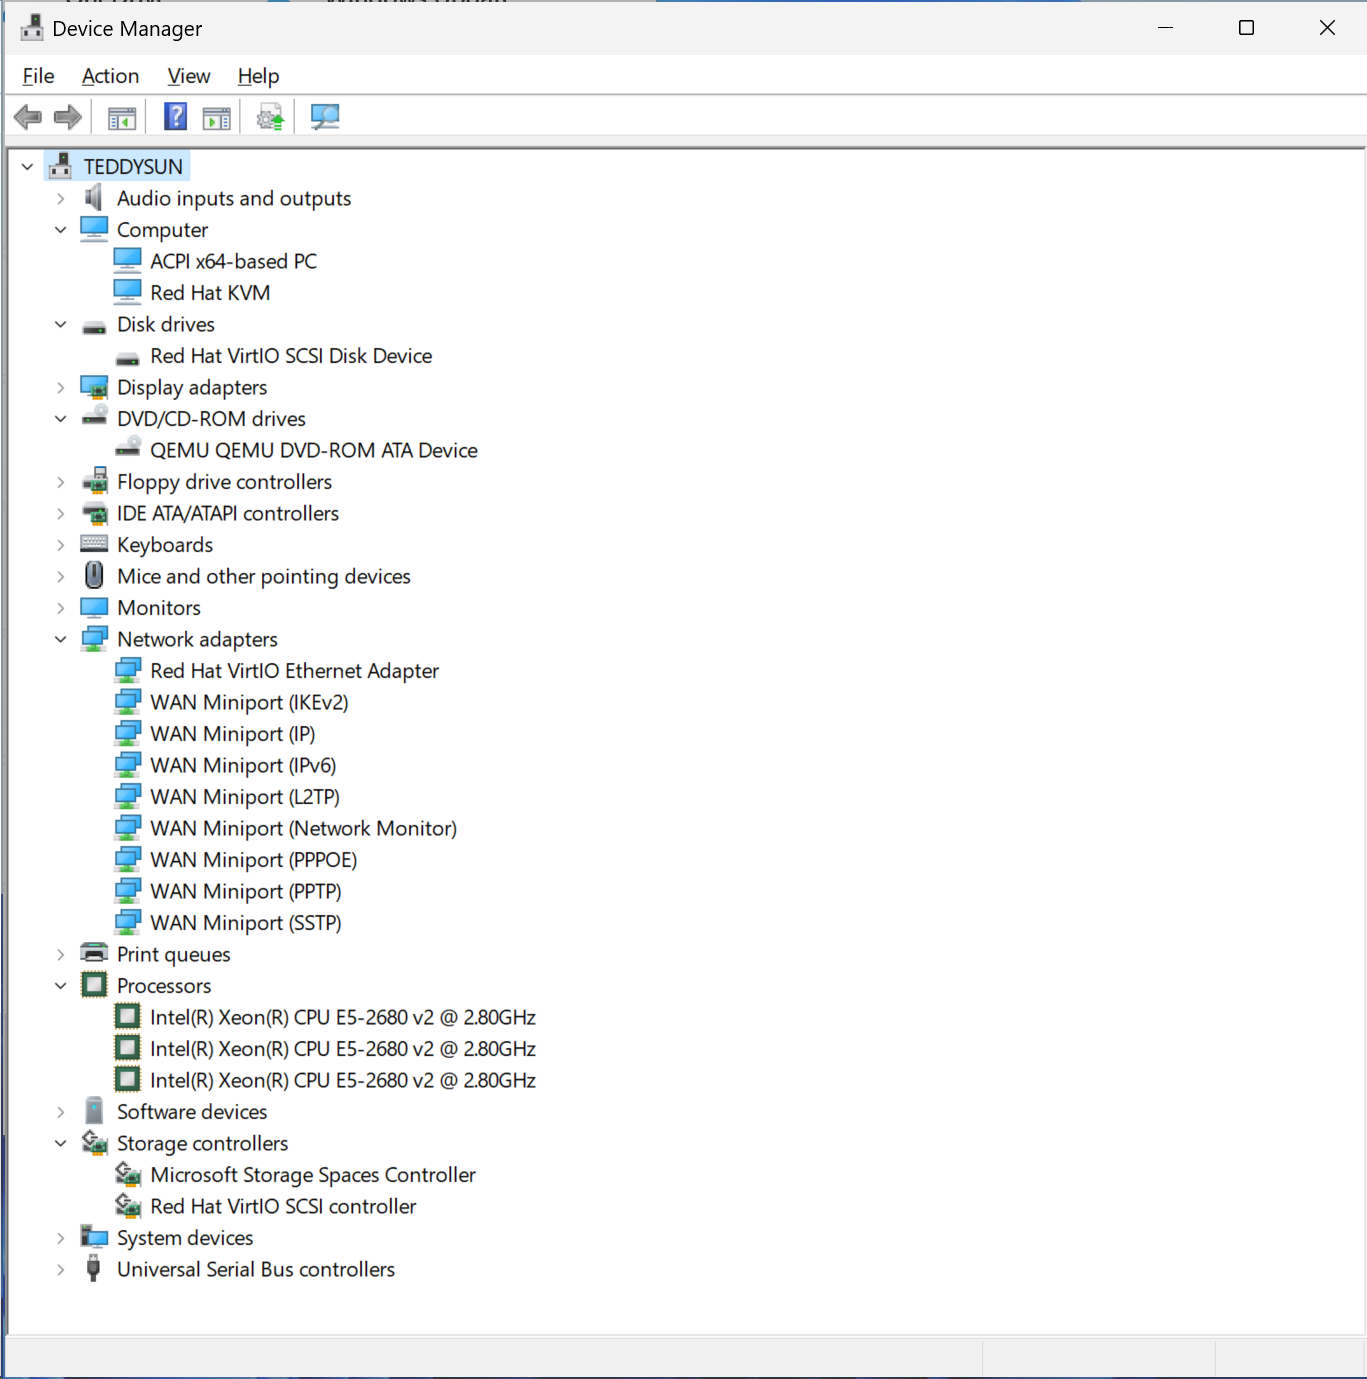 Device Manager
File Action View Help
TEDDYSUN
Audio inputs and outputs
Computer
ACPI x64-based PC
Red Hat KVM
Disk drives
Red Hat VirtIO SCSI Disk Device
Display adapters
DVD/CD-ROM drives
QEMU QEMU DVD-ROM ATA Device
Floppy drive controllers
IDE ATA/ATAPI controllers
Keyboards
Mice and other pointing devices
Monitors
Network adapters
Red Hat VirtIO Ethernet Adapter
WAN Miniport (IKEv2)
WAN Miniport (IP)
WAN Miniport (IPv6)
WAN Miniport (L2TP)
WAN Miniport (Network Monitor)
WAN Miniport (PPPOE)
WAN Miniport (PPTP)
WAN Miniport (SSTP)
Print queues
Processors
Intel(R) Xeon(R) CPU E5-2680 v2 @ 2.80GHz
Intel(R) Xeon(R) CPU E5-2680 v2 @ 2.80GHz
Intel(R) Xeon(R) CPU E5-2680 v2 @ 2.80GHz
Software devices
Storage controllers
Microsoft Storage Spaces Controller
Red Hat VirtIO SCSI controller
System devices
Universal Serial Bus controllers